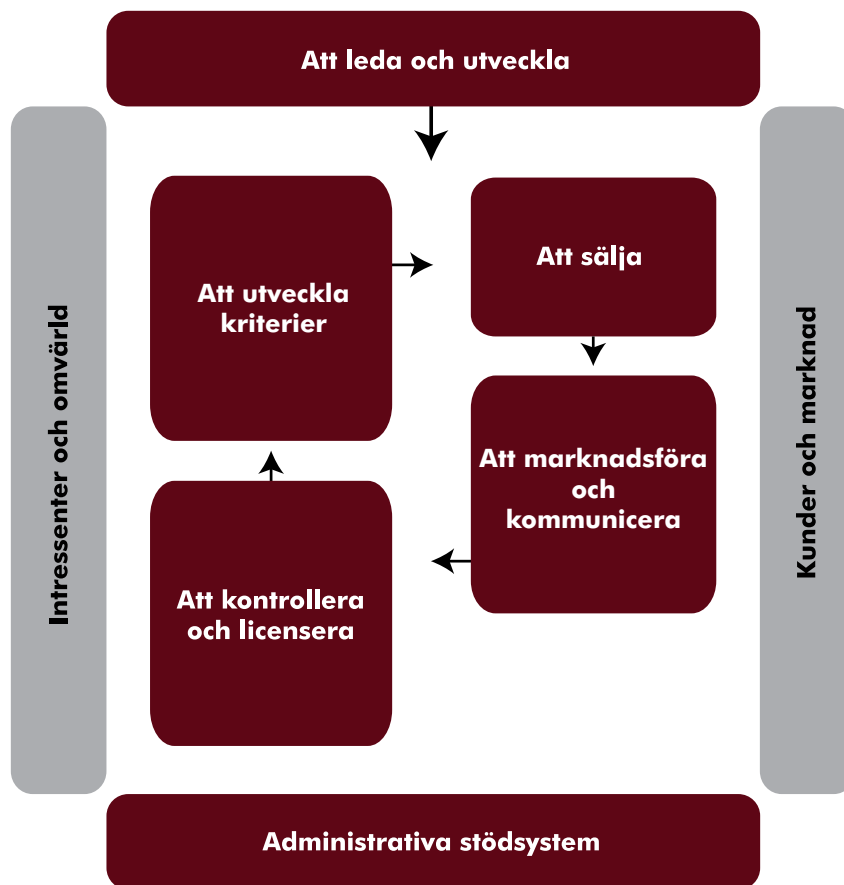 Att leda och utveckla
Intressenter och omvärld
Att utveckla
kriterier
Att sälja
Att marknadsföra
och
kommunicera
Att kontrollera
och licensera
Kunder och marknad
Administrativa stödsystem